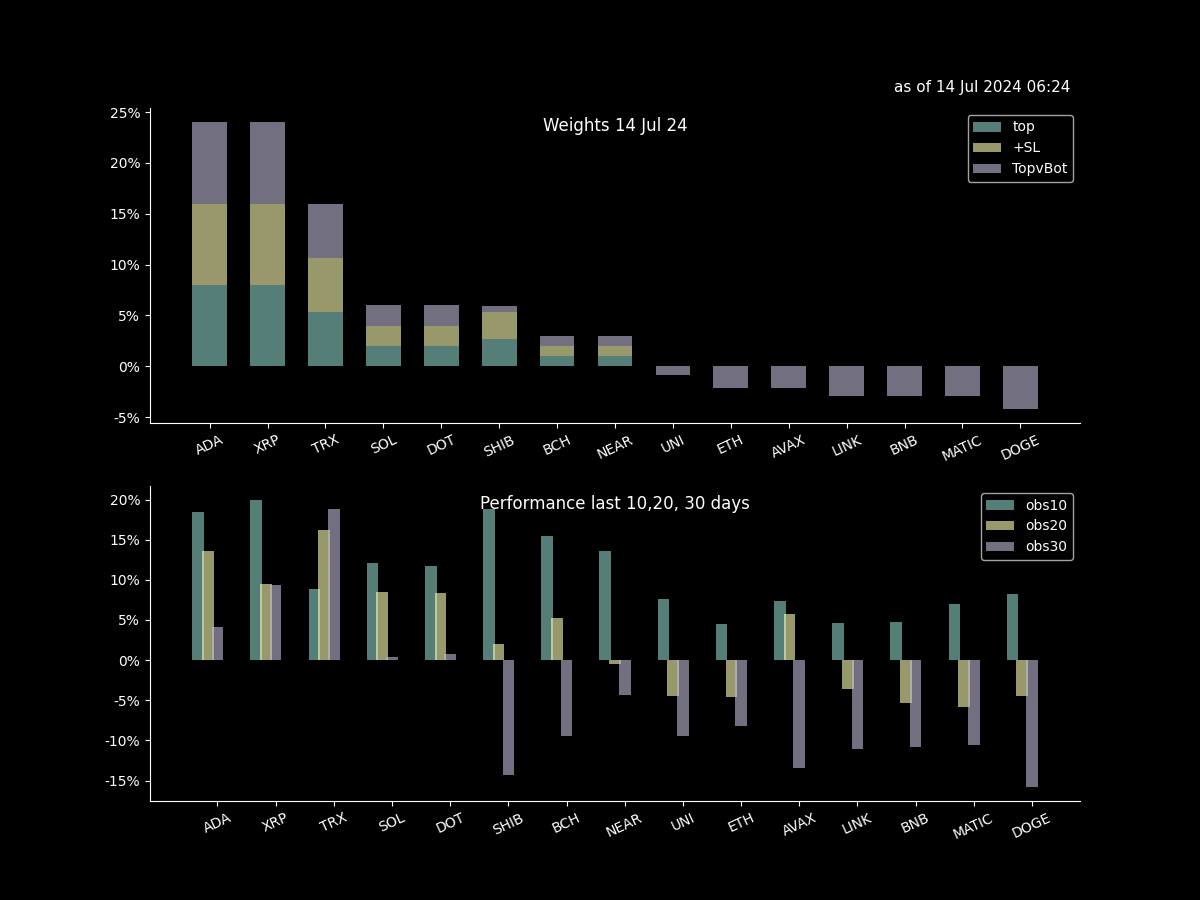 as of 14 Jul 2024 06:24
Weights 14 Jul 24
top
+SL
TopvBot
25%
20%
15%
10%
5%
0%
-5%
ADA XRP TRX SOL DOT SHIB BCH NEAR UNI ETH AVAX LINK BNB MATIC DOGE
Performance last 10,20, 30 days
obs10
obs20
obs30
20%
15%
10%
5%
0%
-5%
-10%
-15%
ADA XRP TRX SOL DOT SHIB BCH NEAR UNI ETH AVAX LINK BNB MATIC DOGE